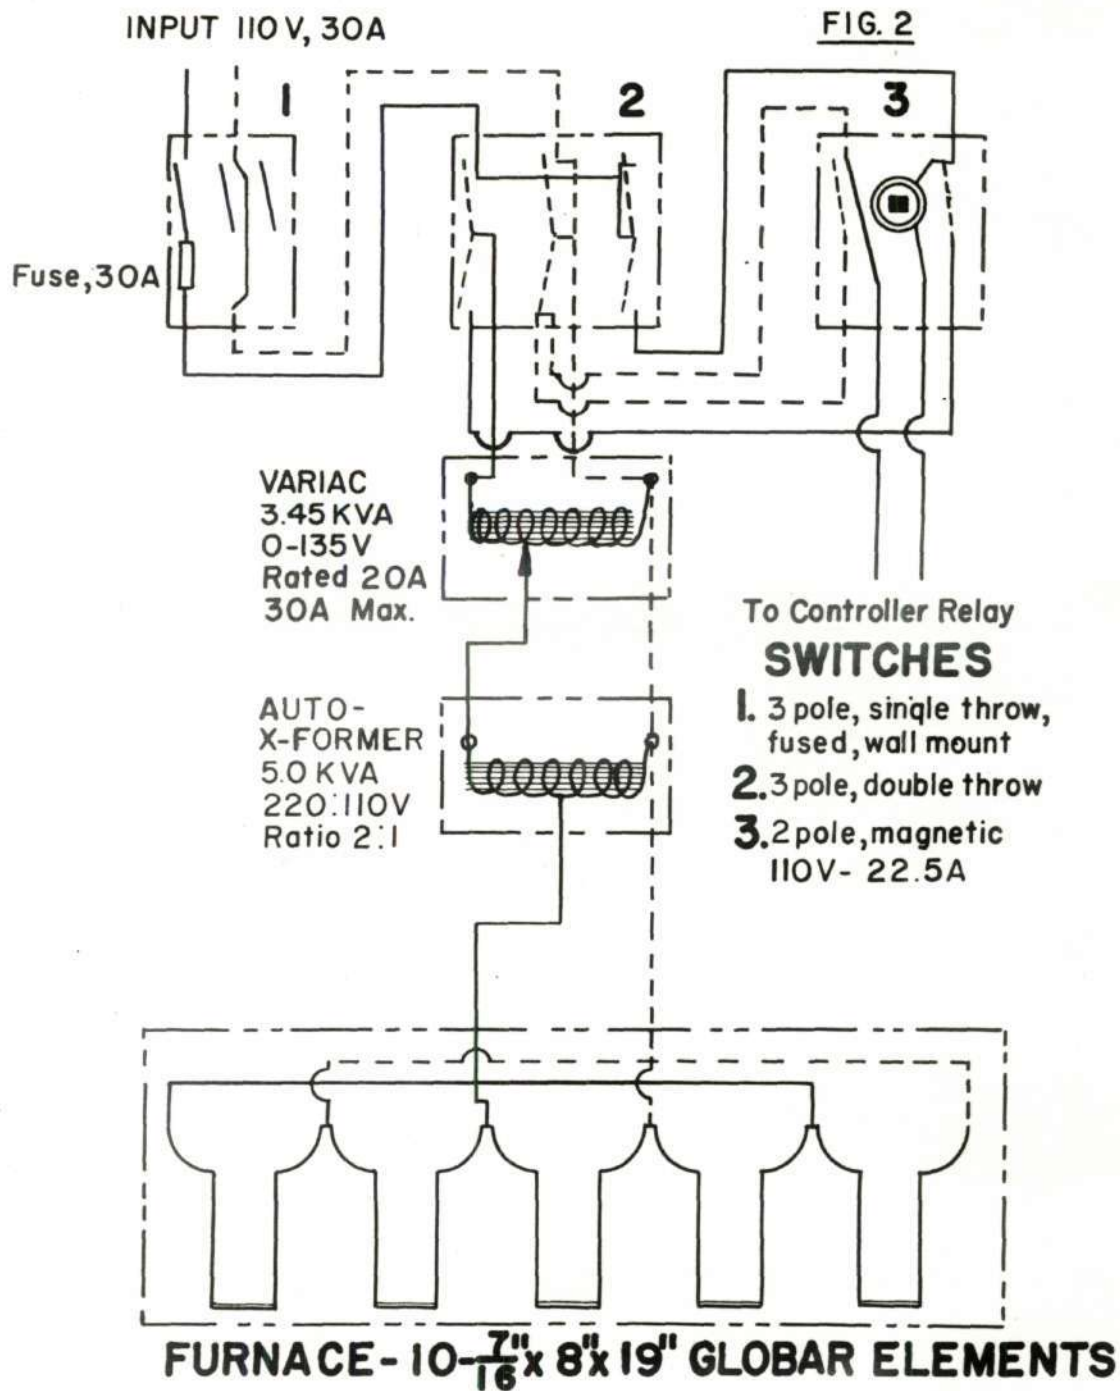 INPUT 110V, 30A
FIG. 2
1
2
3
Fuse, 30A
VARIAC
3.45 KVA
0-135V
Rated 20A
30A Max.
To Controller Relay
SWITCHES
1. 3 pole, single throw,
fused, wall mount
2. 3 pole, double throw
3. 2 pole, magnetic
110V- 22.5A
AUTO-
X-FORMER
5.0 KVA
220:110V
Ratio 2:1
FURNACE-10-7/16"x 8"x 19" GLOBAR ELEMENTS